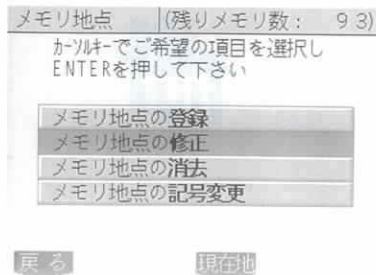 メモリ地点 (残りメモリ数: 93)
カーソルキーでご希望の項目を選択し
ENTERを押して下さい
メモリ地点の登録
メモリ地点の修正
メモリ地点の消去
メモリ地点の記号変更
戻る 現在地